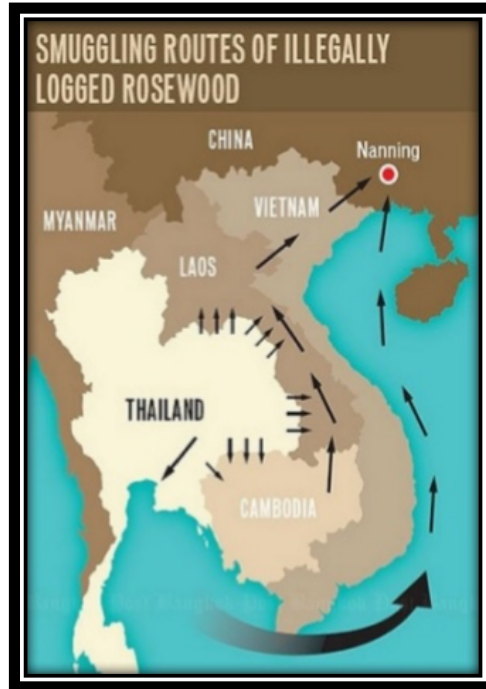 SMUGGLING ROUTES OF ILLEGALLY
LOGGED ROSEWOOD
CHINA
Nanning
VIETNAM
MYANMAR
LAOS
THAILAND
CAMBODIA